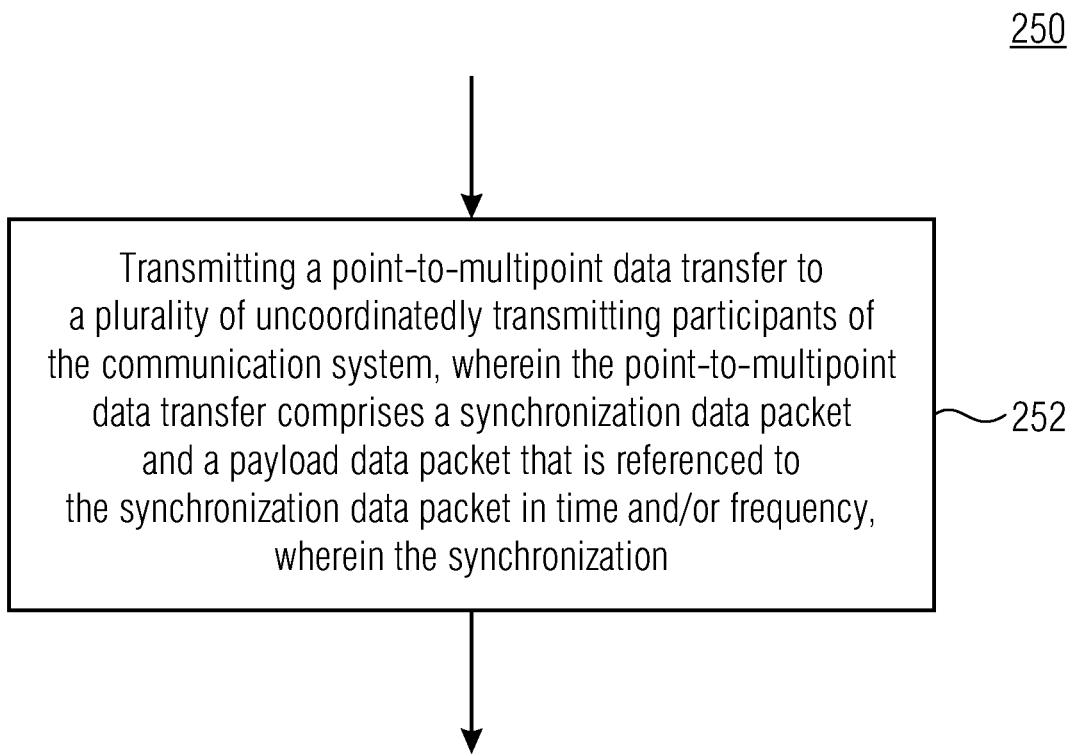 250
Transmitting a point-to-multipoint data transfer to
a plurality of uncoordinatedly transmitting participants of
the communication system, wherein the point-to-multipoint
data transfer comprises a synchronization data packet
and a payload data packet that is referenced to
the synchronization data packet in time and/or frequency,
wherein the synchronization
252